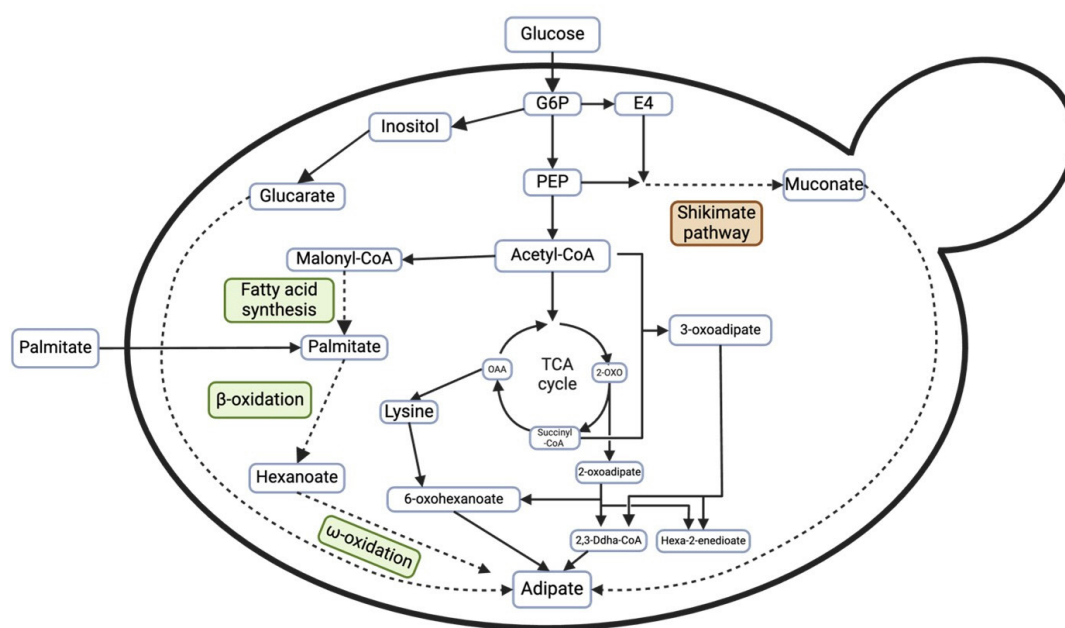 Glucose
G6P
E4
Inositol
PEP
Muconate
Glucarate
Shikimate
pathway
Malonyl-CoA
Acetyl-CoA
Fatty acid
synthesis
3-oxoadipate
Palmitate
Palmitate
TCA
cycle
OAA
2-OXO
β-oxidation
Lysine
Succinyl
-CoA
2-oxoadipate
Hexanoate
6-oxohexanoate
ω-oxidation
2,3-Ddha-CoA
Hexa-2-enedioate
Adipate